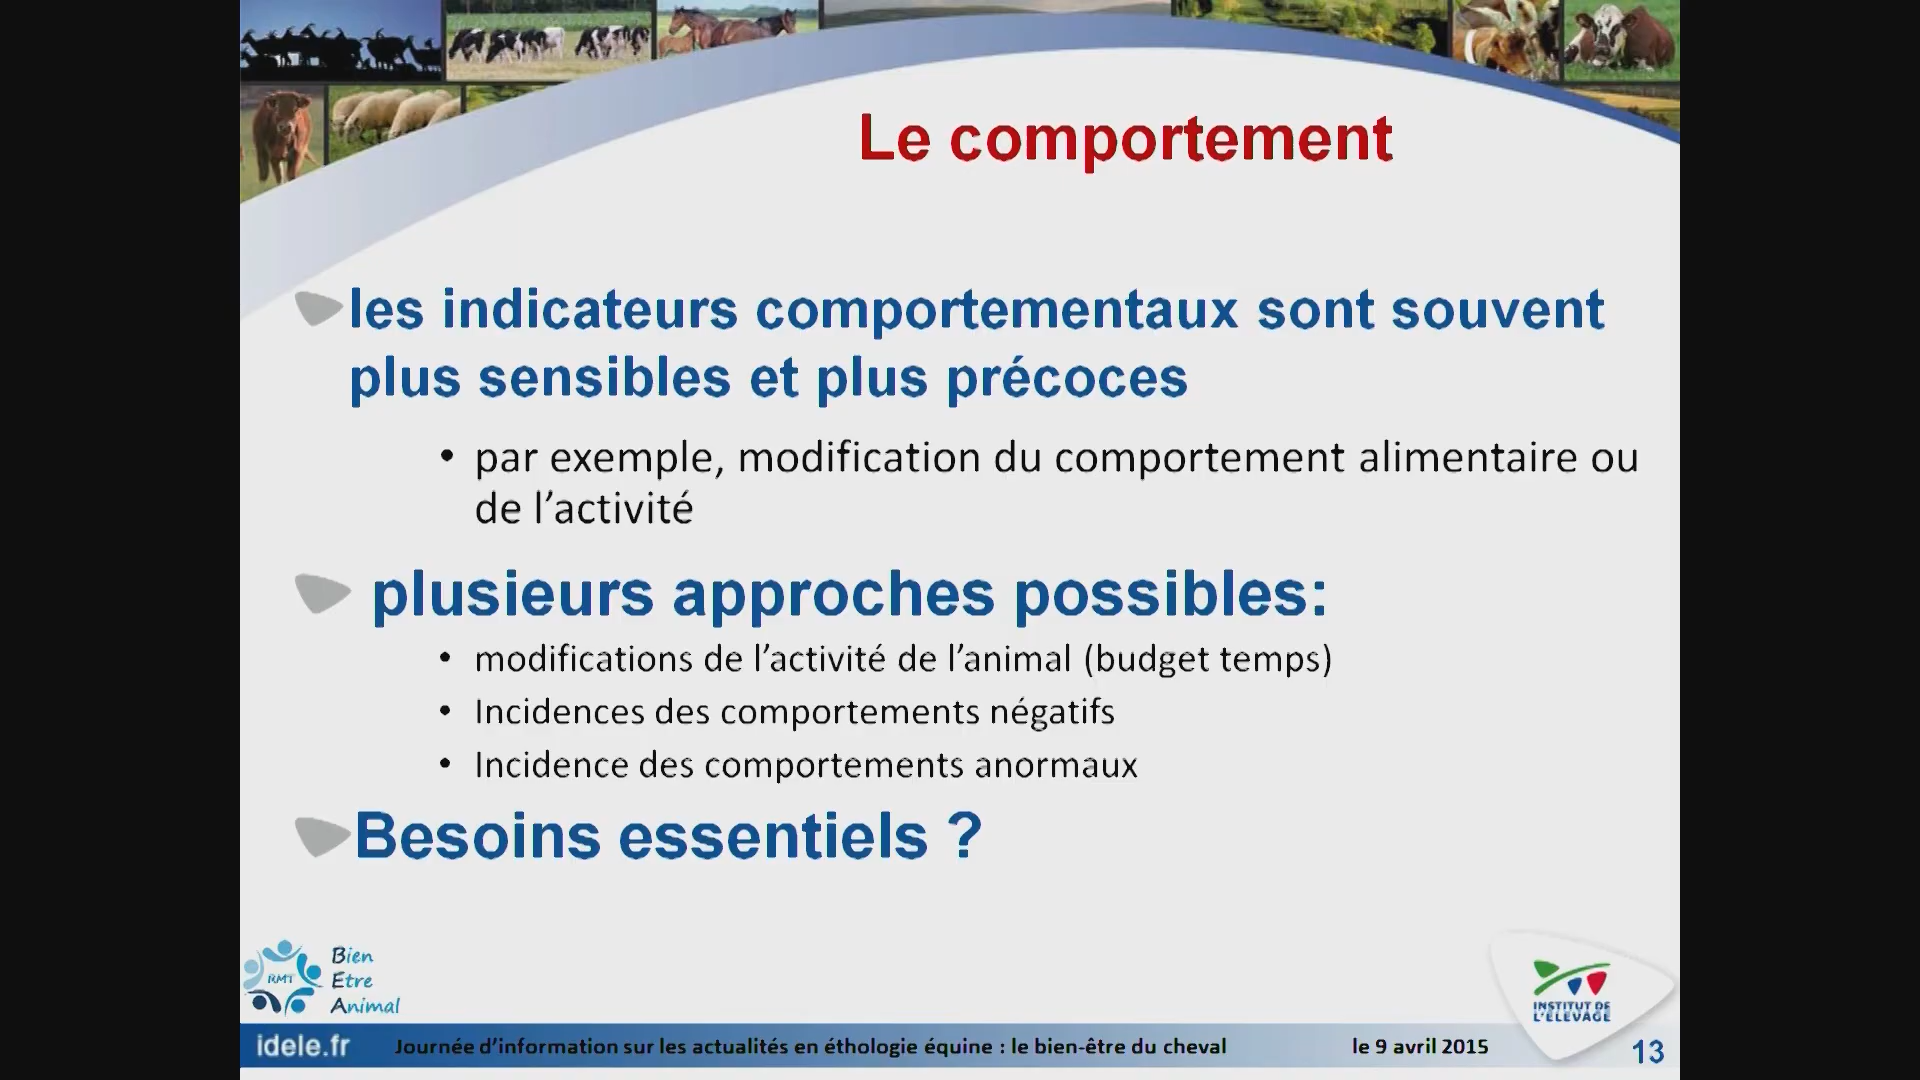 Le comportement
les indicateurs comportementaux sont souvent
plus sensibles et plus précoces
• par exemple, modification du comportement alimentaire ou
de l’activité
plusieurs approches possibles:
• modifications de l’activité de l’animal (budget temps)
• Incidences des comportements négatifs
• Incidence des comportements anormaux
Besoins essentiels ?
RMT
Bien
Etre
Animal
INSTITUT DE
L'ELEVAGE
idele.fr
Journée d’information sur les actualités en éthologie équine : le bien-être du cheval
le 9 avril 2015
13